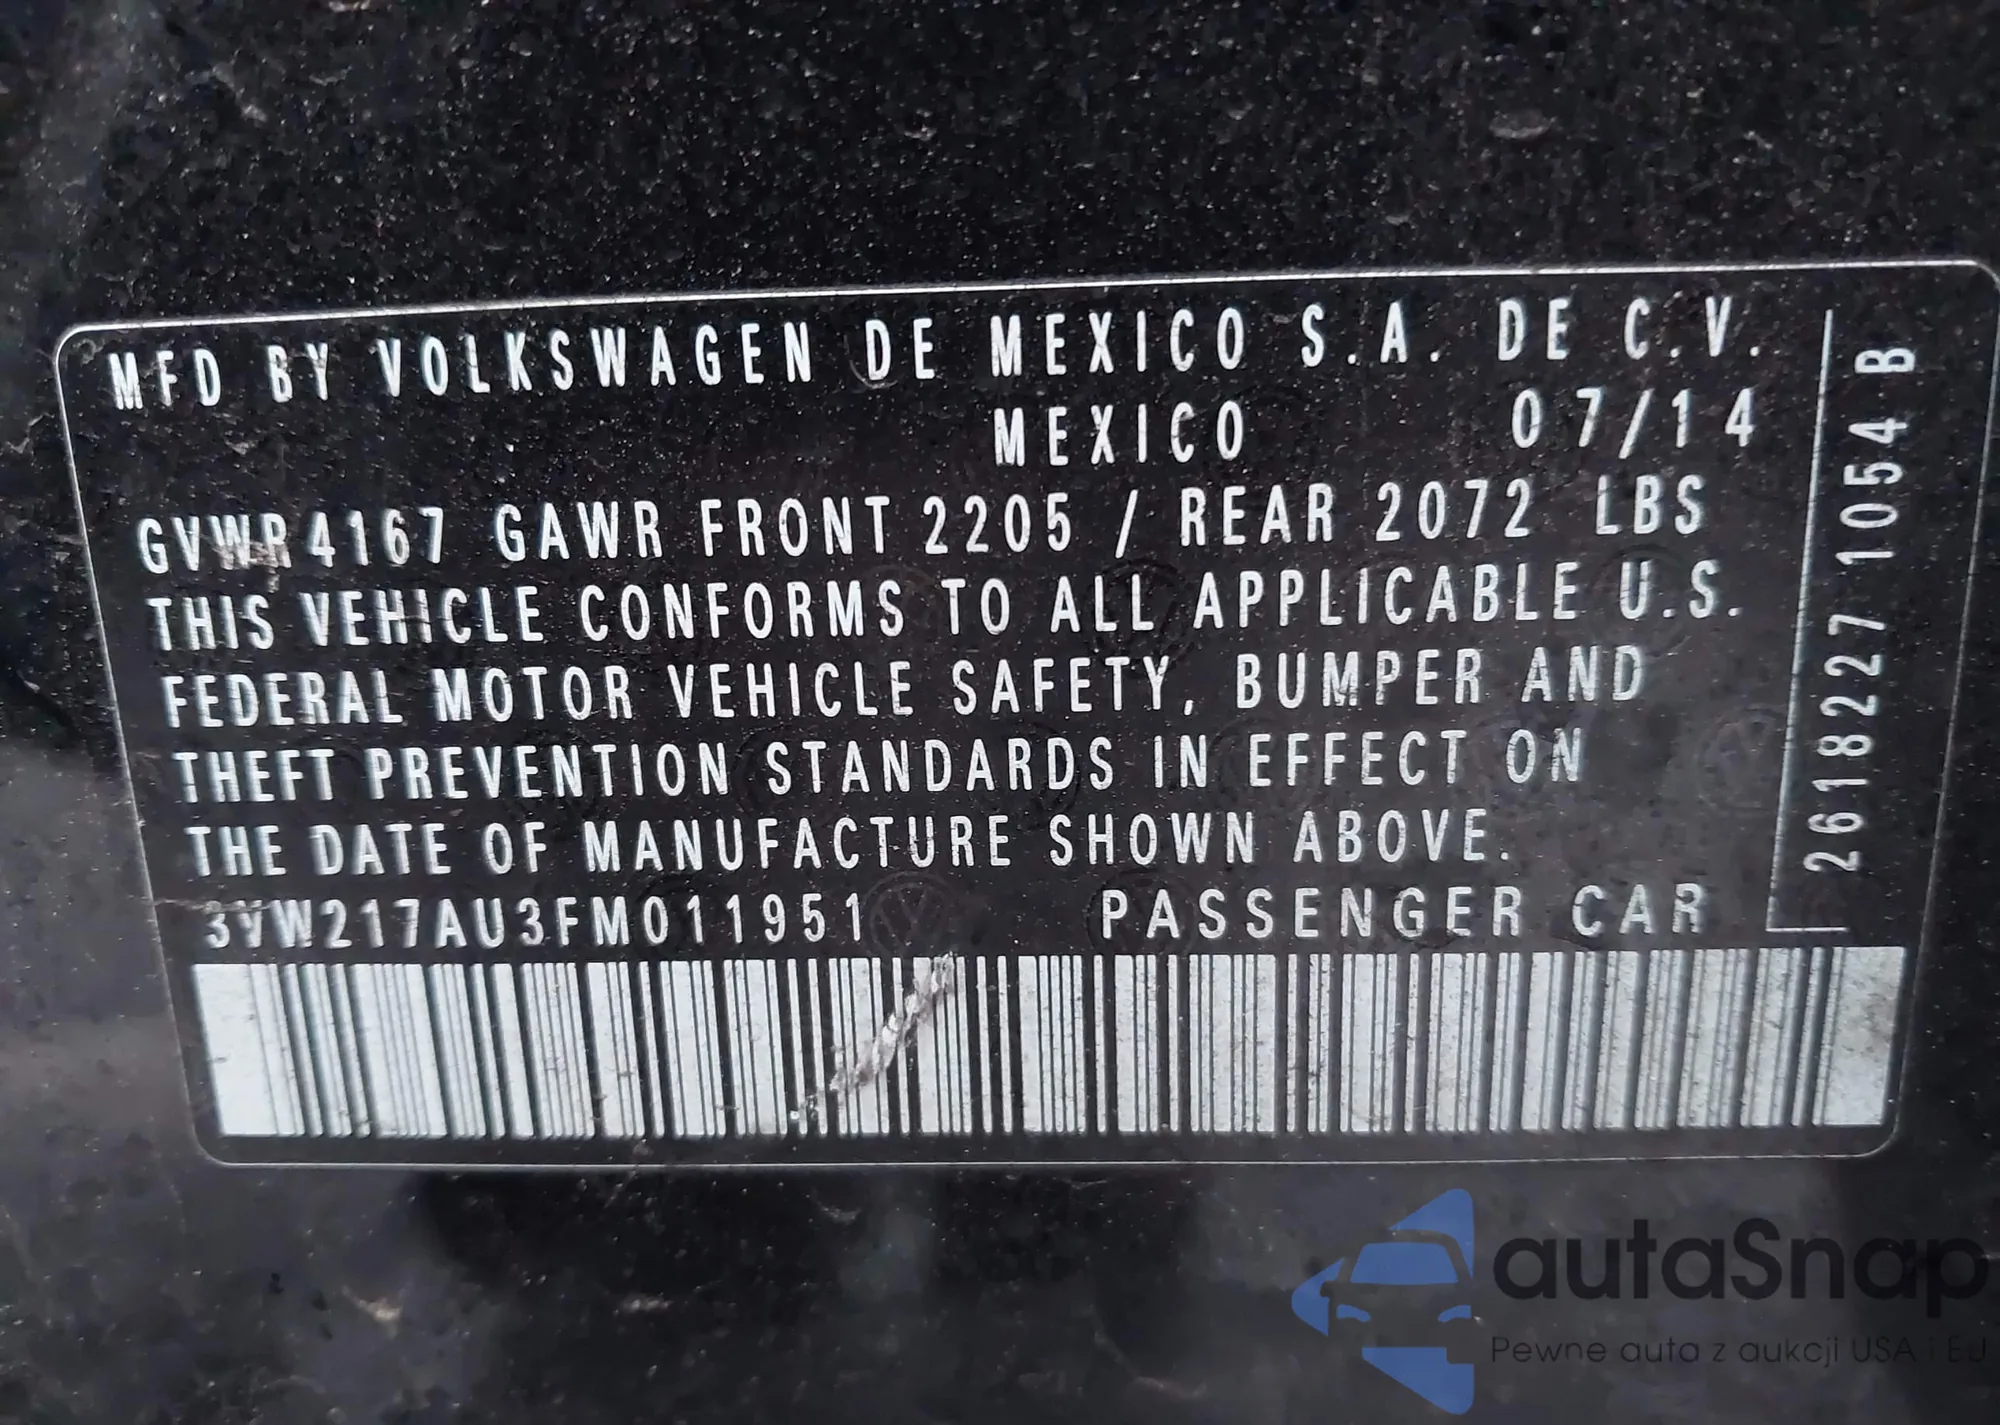 MFD BY VOLKSWAGEN DE MEXICO S.A. DE C.V.
MEXICO 07/14
GVWR 4167 GAWR FRONT 2205 / REAR 2072 LBS
THIS VEHICLE CONFORMS TO ALL APPLICABLE U.S.
FEDERAL MOTOR VEHICLE SAFETY, BUMPER AND
THEFT PREVENTION STANDARDS IN EFFECT ON
THE DATE OF MANUFACTURE SHOWN ABOVE.
3VW217AU3FM011951 PASSENGER CAR
2618227 1054 B
autaSnap
Pewne auta z aukcji USA i EU